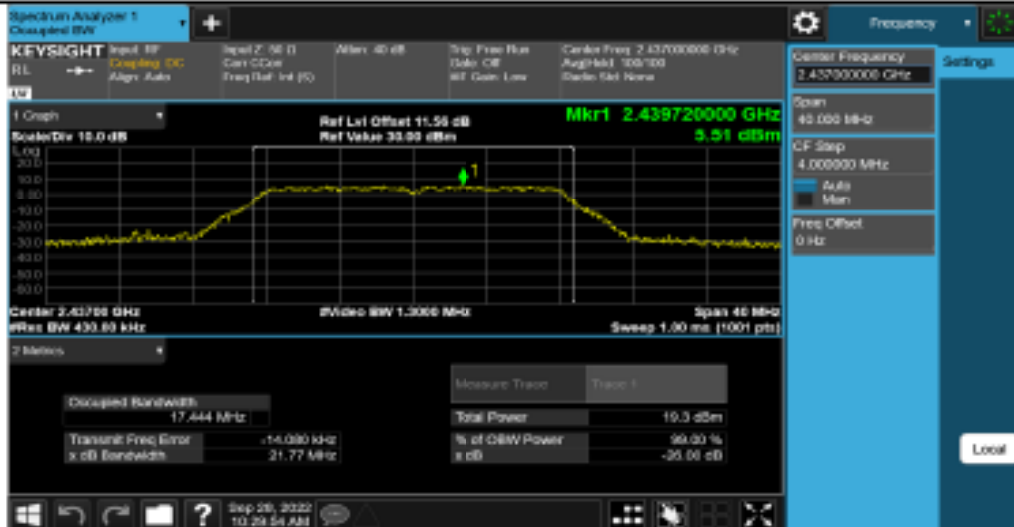 Spectrum Analyzer 1
Occupied BW
+
Frequency
KEYSIGHT
Input: RF
Input Z: 50 Ω
Atten: 40 dB
Trig: Free Run
Center Freq: 2.437000000 GHz
RL
Coupling: DC
Corr CCorr
Gate: Off
Avg|Hold: 100/100
Align: Auto
Freq Ref: Int (S)
#IF Gain: Low
Radio Std: None
1 Graph
Scale/Div 10.0 dB
Ref Lvl Offset 11.56 dB
Ref Value 30.00 dBm
Mkr1 2.439720000 GHz
5.51 dBm
Log
20.0
10.0
0.00
-10.0
-20.0
-30.0
-40.0
-50.0
-60.0
1
Center 2.43700 GHz
#Video BW 1.3000 MHz
Span 40 MHz
#Res BW 430.00 kHz
Sweep 1.00 ms (1001 pts)
2 Metrics
Measure Trace
Trace 1
Occupied Bandwidth
17.444 MHz
Total Power
19.3 dBm
Transmit Freq Error
-14.080 kHz
% of OBW Power
99.00 %
x dB Bandwidth
21.77 MHz
x dB
-26.00 dB
Center Frequency
2.437000000 GHz
Settings
Span
40.000 MHz
CF Step
4.000000 MHz
Auto
Man
Freq Offset
0 Hz
Local
?
Sep 28, 2022
10:29:54 AM